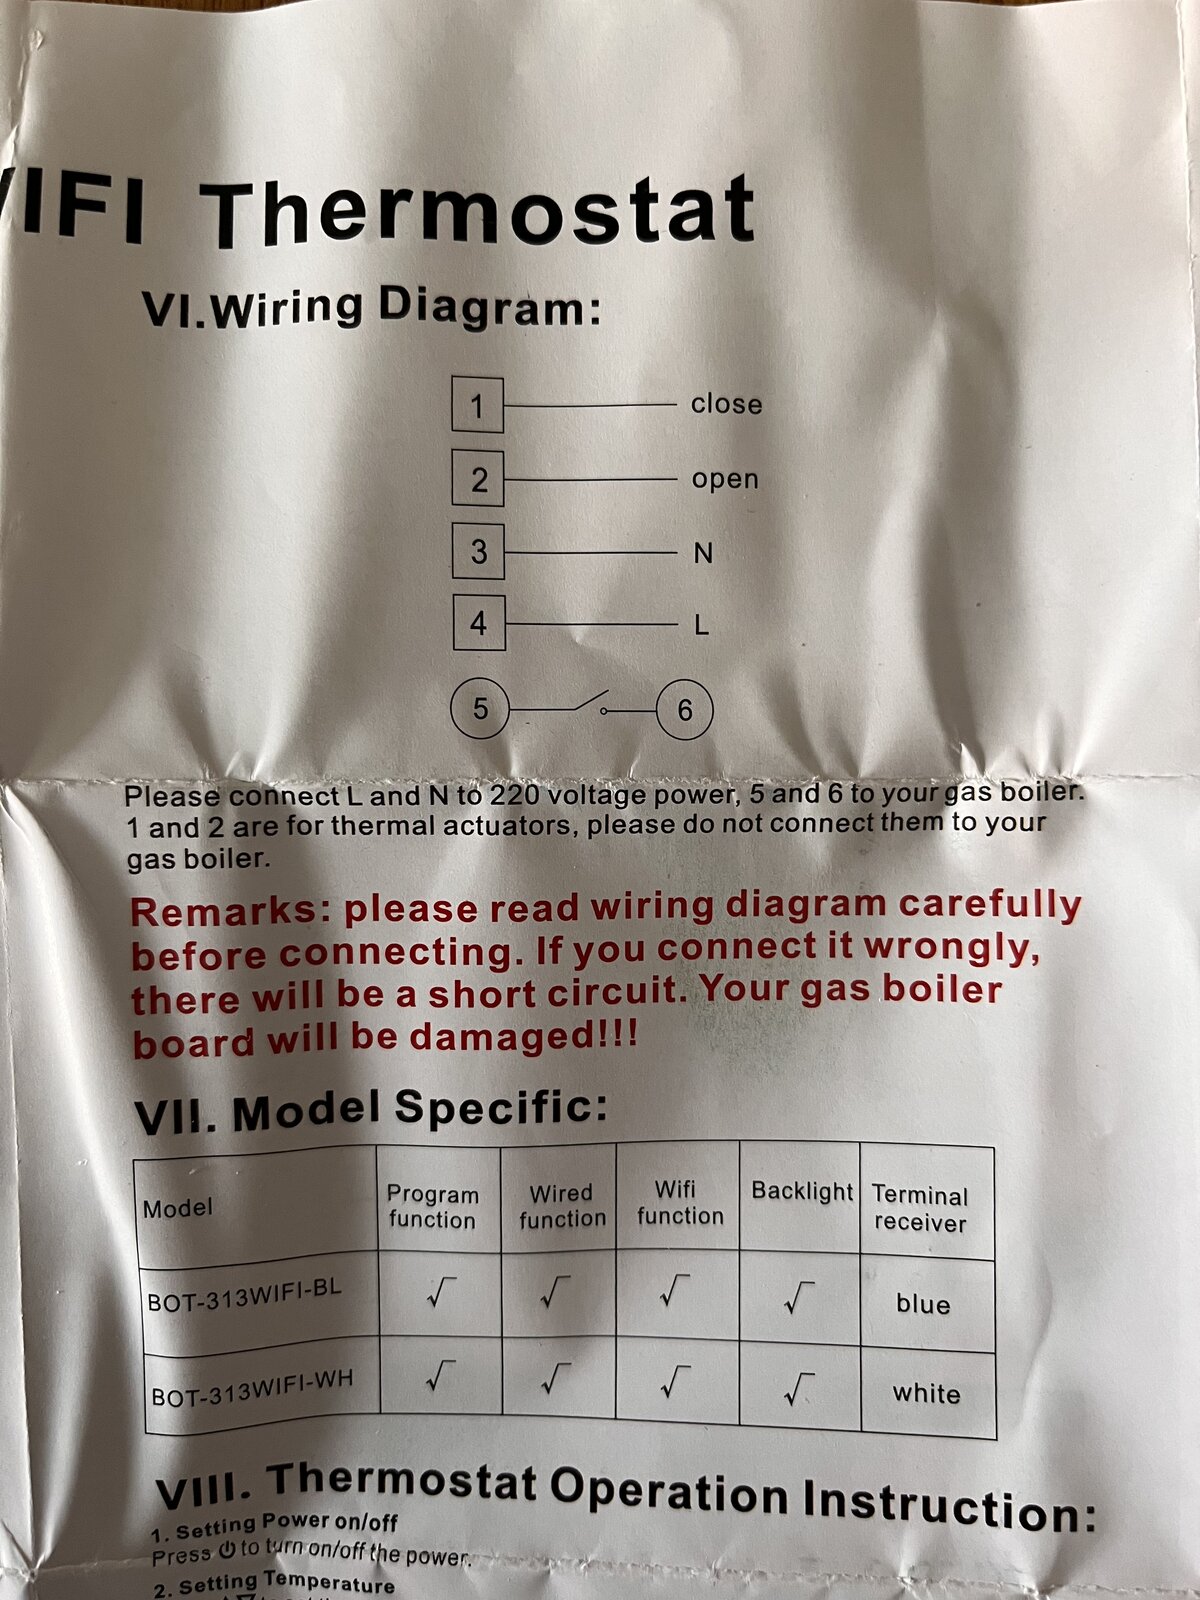 IFI Thermostat
VI.Wiring Diagram:
1 close
2 open
3 N
4 L
5 6
Please connect L and N to 220 voltage power, 5 and 6 to your gas boiler.
1 and 2 are for thermal actuators, please do not connect them to your
gas boiler.
Remarks: please read wiring diagram carefully
before connecting. If you connect it wrongly,
there will be a short circuit. Your gas boiler
board will be damaged!!!
VII. Model Specific:
Model Program function Wired function Wifi function Backlight Terminal receiver
BOT-313WIFI-BL √ √ √ √ blue
BOT-313WIFI-WH √ √ √ √ white
VIII. Thermostat Operation Instruction:
1. Setting Power on/off
Press ⏻ to turn on/off the power.
2. Setting Temperature